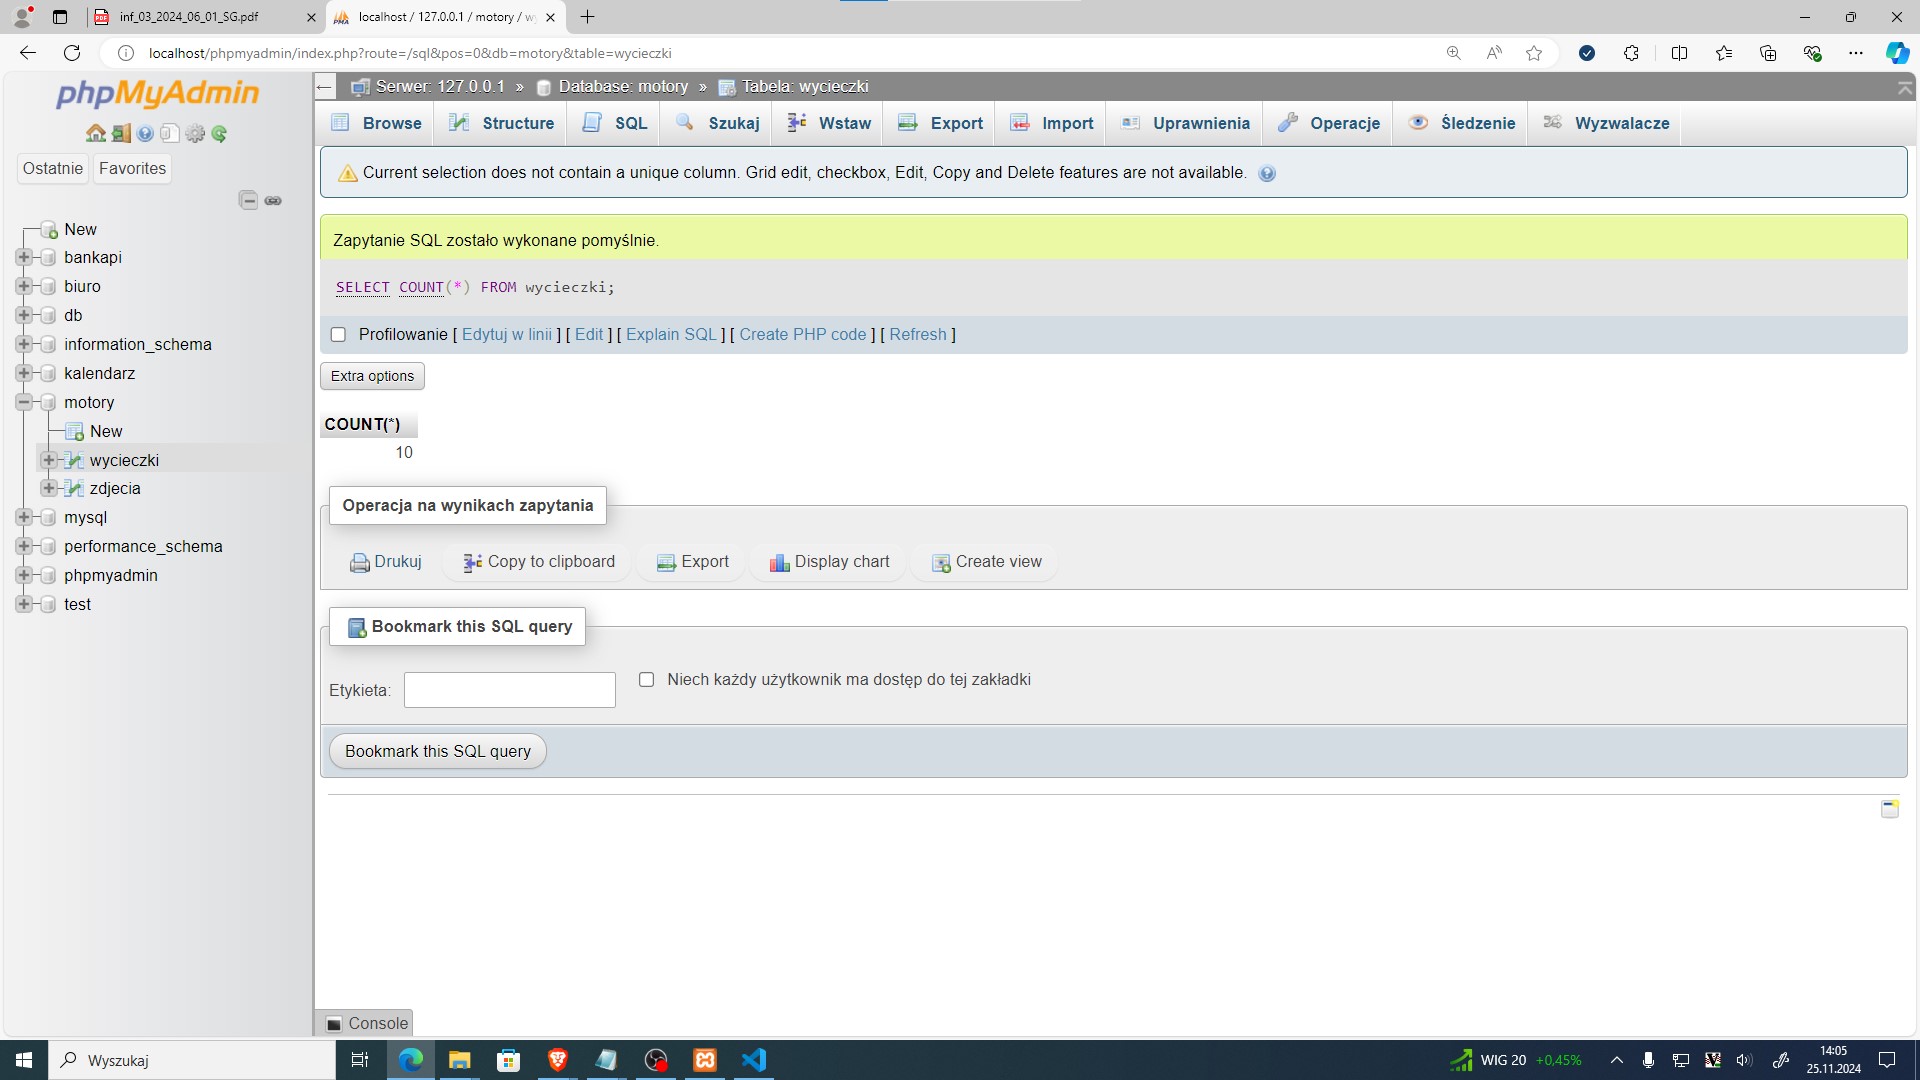 inf_03_2024_06_01_SG.pdf
localhost / 127.0.0.1 / motory / wy
localhost/phpmyadmin/index.php?route=/sql&pos=0&db=motory&table=wycieczki
phpMyAdmin
Ostatnie Favorites
New
bankapi
biuro
db
information_schema
kalendarz
motory
New
wycieczki
zdjecia
mysql
performance_schema
phpmyadmin
test
Serwer: 127.0.0.1 » Database: motory » Tabela: wycieczki
Browse Structure SQL Szukaj Wstaw Export Import Uprawnienia Operacje Śledzenie Wyzwalacze
Current selection does not contain a unique column. Grid edit, checkbox, Edit, Copy and Delete features are not available.
Zapytanie SQL zostało wykonane pomyślnie.
SELECT COUNT(*) FROM wycieczki;
Profilowanie [ Edytuj w linii ] [ Edit ] [ Explain SQL ] [ Create PHP code ] [ Refresh ]
Extra options
COUNT(*)
10
Operacja na wynikach zapytania
Drukuj Copy to clipboard Export Display chart Create view
Bookmark this SQL query
Etykieta: Niech każdy użytkownik ma dostęp do tej zakładki
Bookmark this SQL query
Console
Wyszukaj
WIG 20 +0,45%
14:05
25.11.2024